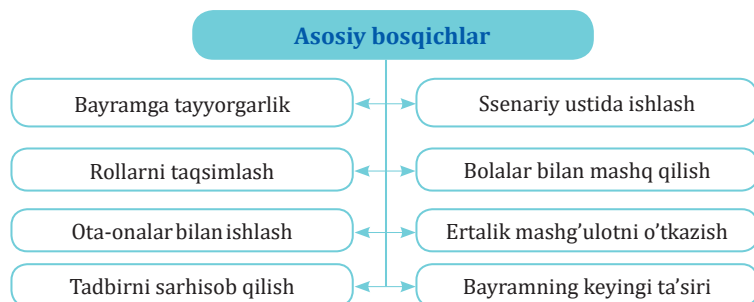 Asosiy bosqichlar
Bayramga tayyorgarlik
Ssenariy ustida ishlash
Rollarni taqsimlash
Bolalar bilan mashq qilish
Ota-onalar bilan ishlash
Ertalik mashg’ulotni o’tkazish
Tadbirni sarhisob qilish
Bayramning keyingi ta’siri